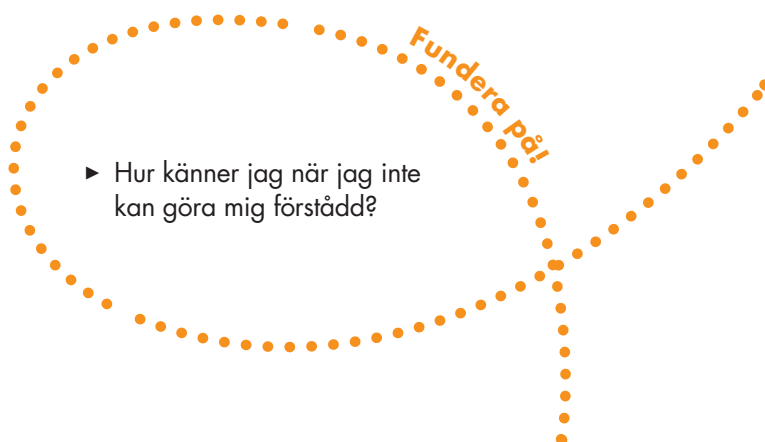 Fundera på!
► Hur känner jag när jag inte
kan göra mig förstådd?